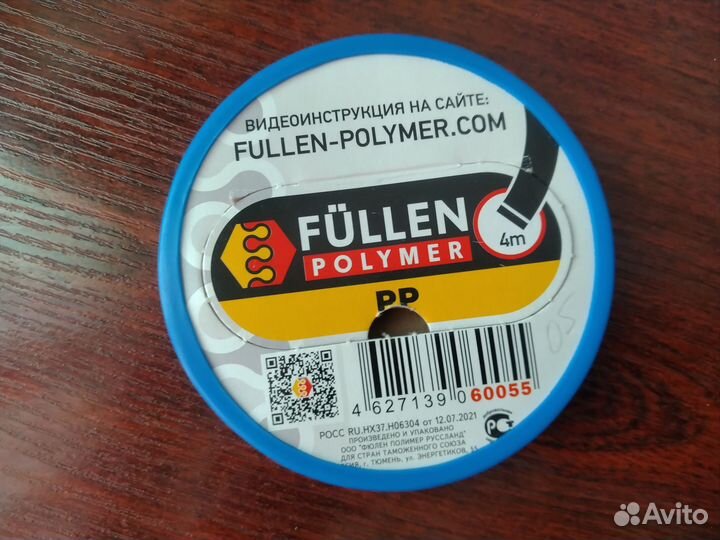 ВИДЕОИНСТРУКЦИЯ НА САЙТЕ:
FULLEN-POLYMER.COM
FÜLLEN
POLYMER
4m
PP
4 627139 060055
05
РОСС RU.HX37.H06304 от 12.07.2021
ПРОИЗВЕДЕНО И УПАКОВАНО
ООО "ФЮЛЕН ПОЛИМЕР РУССЛАНД"
ДЛЯ СТРАН ТАМОЖЕННОГО СОЮЗА
г. ТЮМЕНЬ, ул. ЭНЕРГЕТИКОВ,
Avito